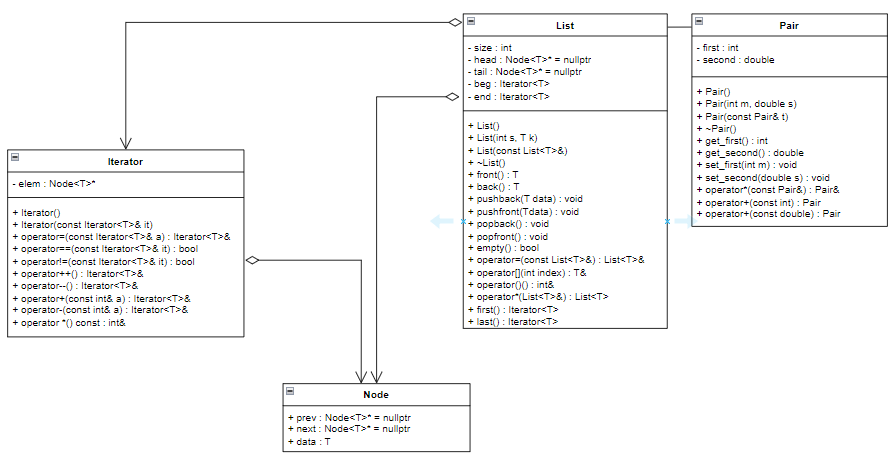 List
- size : int
- head : Node<T>* = nullptr
- tail : Node<T>* = nullptr
- beg : Iterator<T>
- end : Iterator<T>
+ List()
+ List(int s, T k)
+ List(const List<T>&)
+ ~List()
+ front() : T
+ back() : T
+ pushback(T data) : void
+ pushfront(Tdata) : void
+ popback() : void
+ popfront() : void
+ empty() : bool
+ operator=(const List<T>&) : List<T>&
+ operator[](int index) : T&
+ operator()() : int&
+ operator*(List<T>&) : List<T>
+ first() : Iterator<T>
+ last() : Iterator<T>
Pair
- first : int
- second : double
+ Pair()
+ Pair(int m, double s)
+ Pair(const Pair& t)
+ ~Pair()
+ get_first() : int
+ get_second() : double
+ set_first(int m) : void
+ set_second(double s) : void
+ operator*(const Pair&) : Pair&
+ operator+(const int) : Pair
+ operator+(const double) : Pair
Iterator
- elem : Node<T>*
+ Iterator()
+ Iterator(const Iterator<T>& it)
+ operator=(const Iterator<T>& a) : Iterator<T>&
+ operator==(const Iterator<T>& it) : bool
+ operator!=(const Iterator<T>& it) : bool
+ operator++() : Iterator<T>&
+ operator--() : Iterator<T>&
+ operator+(const int& a) : Iterator<T>&
+ operator-(const int& a) : Iterator<T>&
+ operator *() const : int&
Node
+ prev : Node<T>* = nullptr
+ next : Node<T>* = nullptr
+ data : T